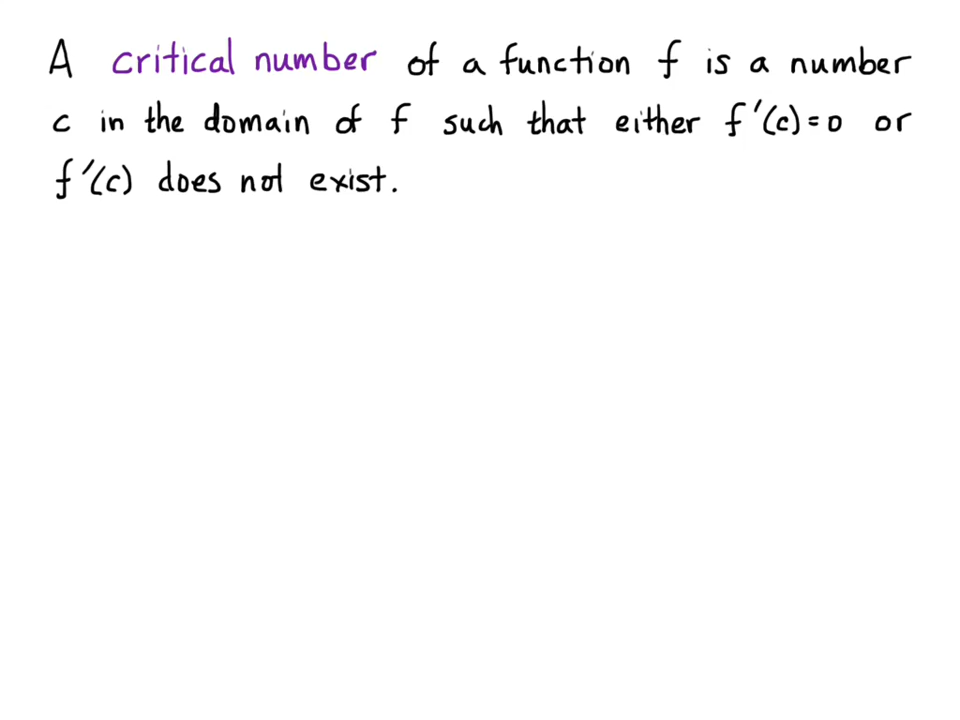 A critical number of a function f is a number
c in the domain of f such that either f'(c)=0 or
f'(c) does not exist.